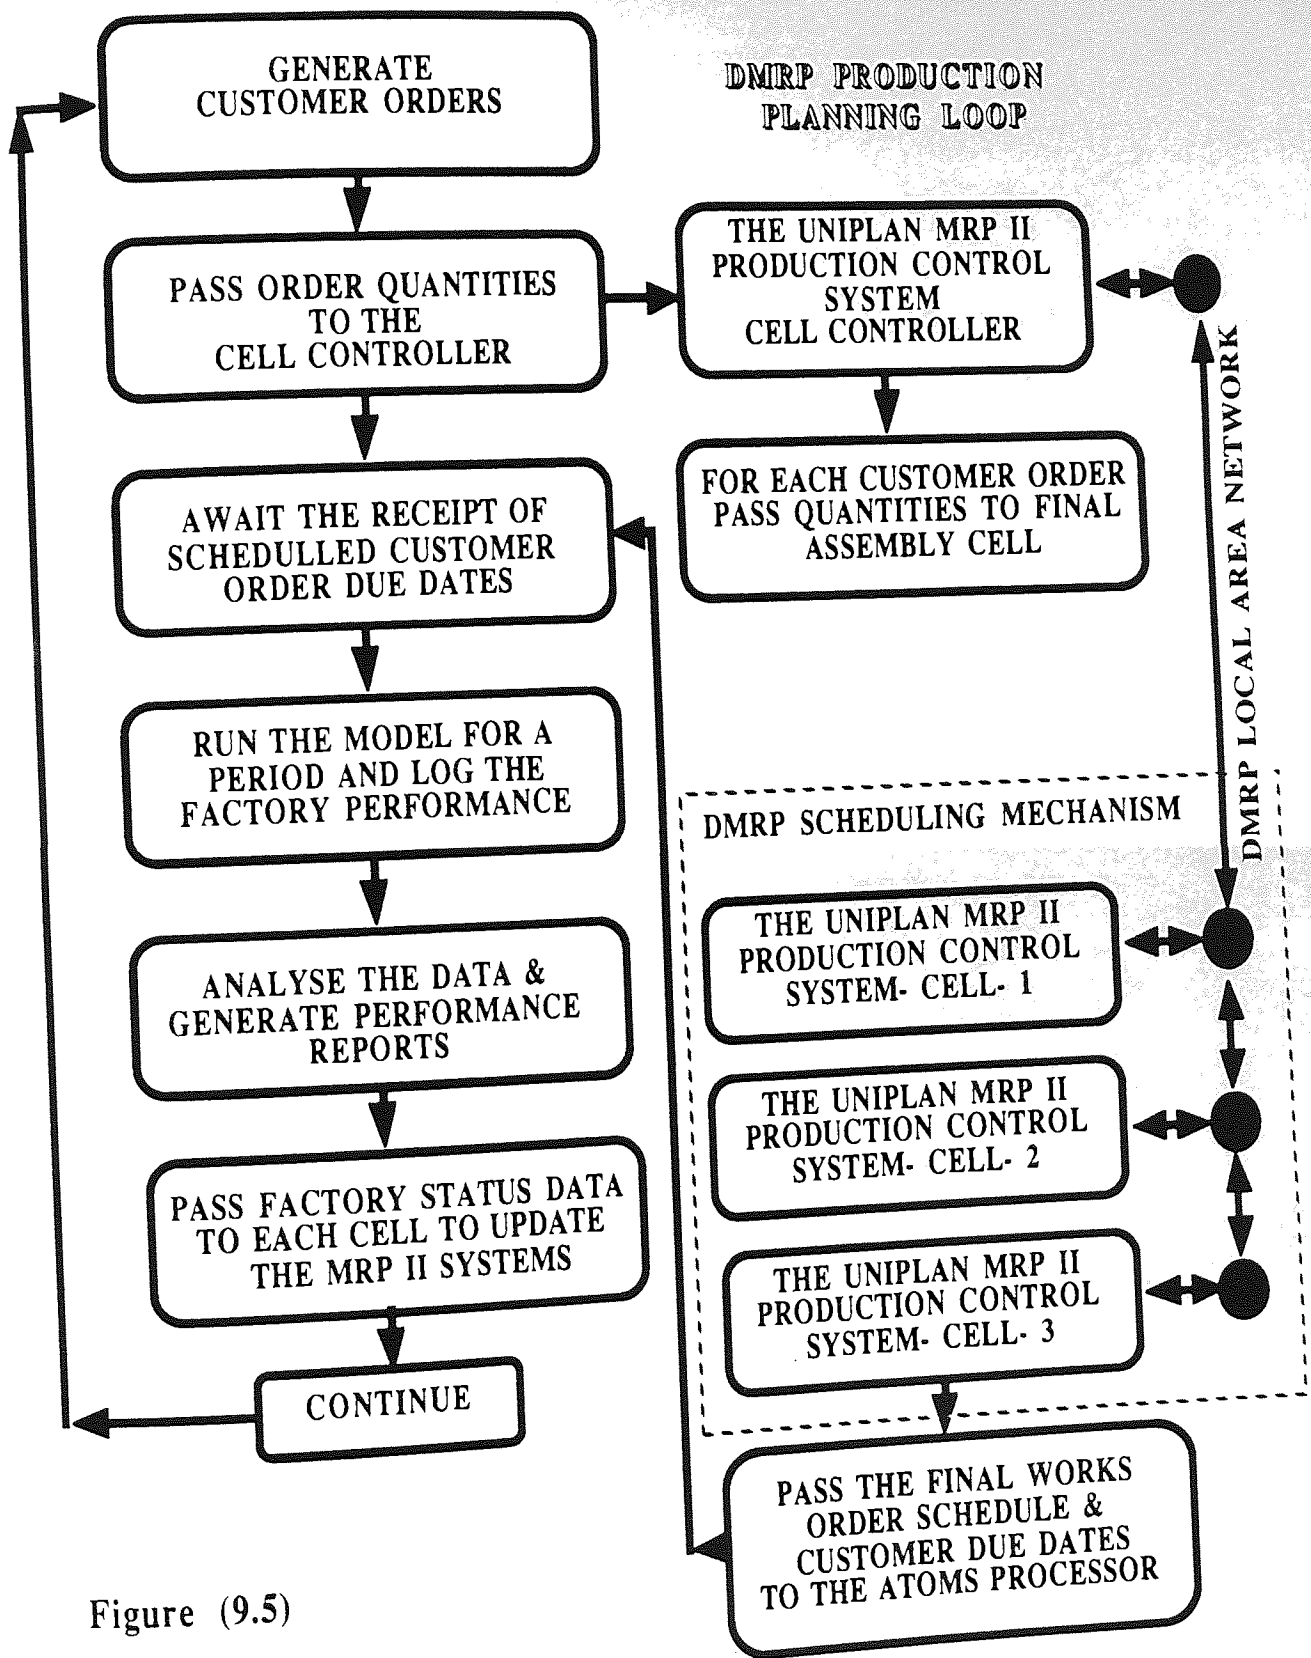 GENERATE
CUSTOMER ORDERS
DMRP PRODUCTION
PLANNING LOOP
PASS ORDER QUANTITIES
TO THE
CELL CONTROLLER
THE UNIPLAN MRP II
PRODUCTION CONTROL
SYSTEM
CELL CONTROLLER
AWAIT THE RECEIPT OF
SCHEDULLED CUSTOMER
ORDER DUE DATES
FOR EACH CUSTOMER ORDER
PASS QUANTITIES TO FINAL
ASSEMBLY CELL
DMRP LOCAL AREA NETWORK
RUN THE MODEL FOR A
PERIOD AND LOG THE
FACTORY PERFORMANCE
DMRP SCHEDULING MECHANISM
THE UNIPLAN MRP II
PRODUCTION CONTROL
SYSTEM- CELL- 1
ANALYSE THE DATA &
GENERATE PERFORMANCE
REPORTS
THE UNIPLAN MRP II
PRODUCTION CONTROL
SYSTEM- CELL- 2
PASS FACTORY STATUS DATA
TO EACH CELL TO UPDATE
THE MRP II SYSTEMS
THE UNIPLAN MRP II
PRODUCTION CONTROL
SYSTEM- CELL- 3
CONTINUE
PASS THE FINAL WORKS
ORDER SCHEDULE &
CUSTOMER DUE DATES
TO THE ATOMS PROCESSOR
Figure (9.5)